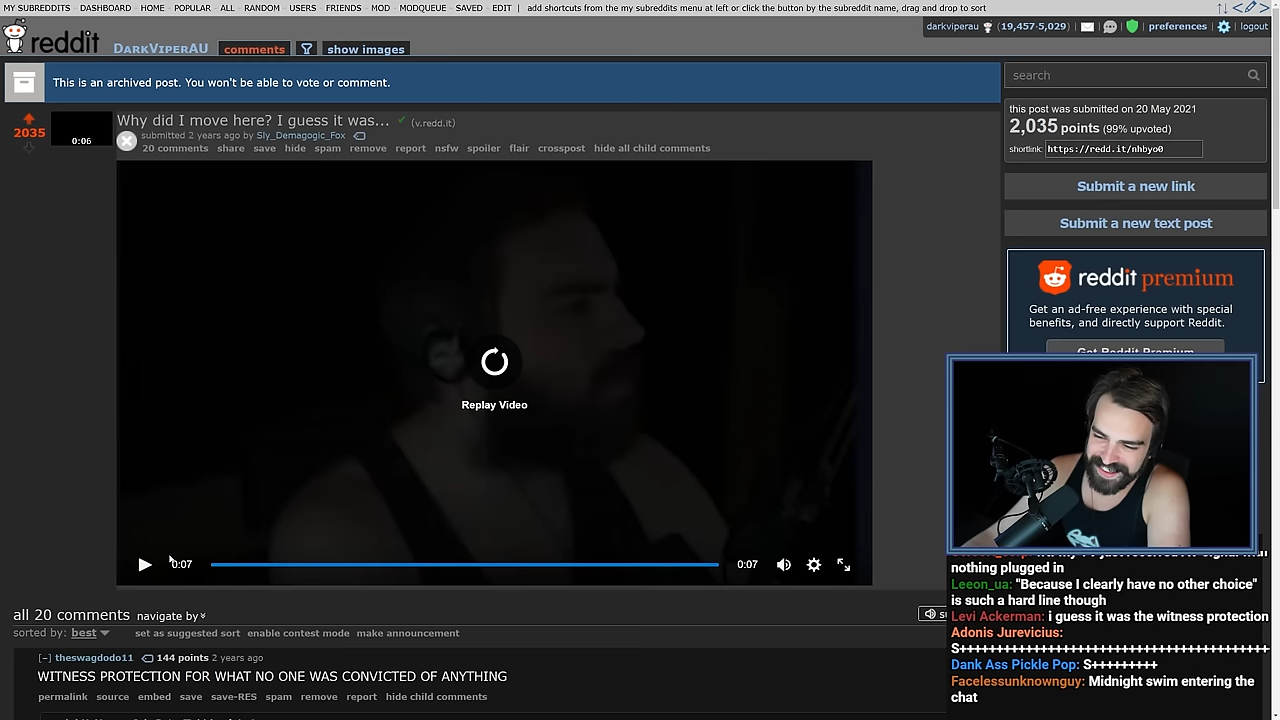 MY SUBREDDITS - DASHBOARD - HOME - POPULAR - ALL - RANDOM - USERS - FRIENDS - MOD - MODQUEUE - SAVED - EDIT | add shortcuts from the my subreddits menu at left or click the button by the subreddit name, drag and drop to sort
darkviperau (19,457·5,029) | preferences | logout
reddit DARKVIPERAU comments show images
This is an archived post. You won't be able to vote or comment.
search
this post was submitted on 20 May 2021
2,035 points (99% upvoted)
shortlink: https://redd.it/nhbyo0
Submit a new link
Submit a new text post
reddit premium
Get an ad-free experience with special
benefits, and directly support Reddit.
Get Reddit Premium
2035
0:06
Why did I move here? I guess it was... (v.redd.it)
submitted 2 years ago by Sly_Demagogic_Fox
20 comments share save hide spam remove report nsfw spoiler flair crosspost hide all child comments
Replay Video
0:07
0:07
all 20 comments navigate by
sorted by: best set as suggested sort enable contest mode make announcement
[–] theswagdodo11 144 points 2 years ago
WITNESS PROTECTION FOR WHAT NO ONE WAS CONVICTED OF ANYTHING
permalink source embed save save-RES spam remove report hide child comments
nothing plugged in
Leeon_ua: "Because I clearly have no other choice"
is such a hard line though
Levi Ackerman: i guess it was the witness protection
Adonis Jurevicius:
S++++++++++++++++++++++++++++++++++++++
Dank Ass Pickle Pop: S+++++++++
Facelessunknownguy: Midnight swim entering the
chat